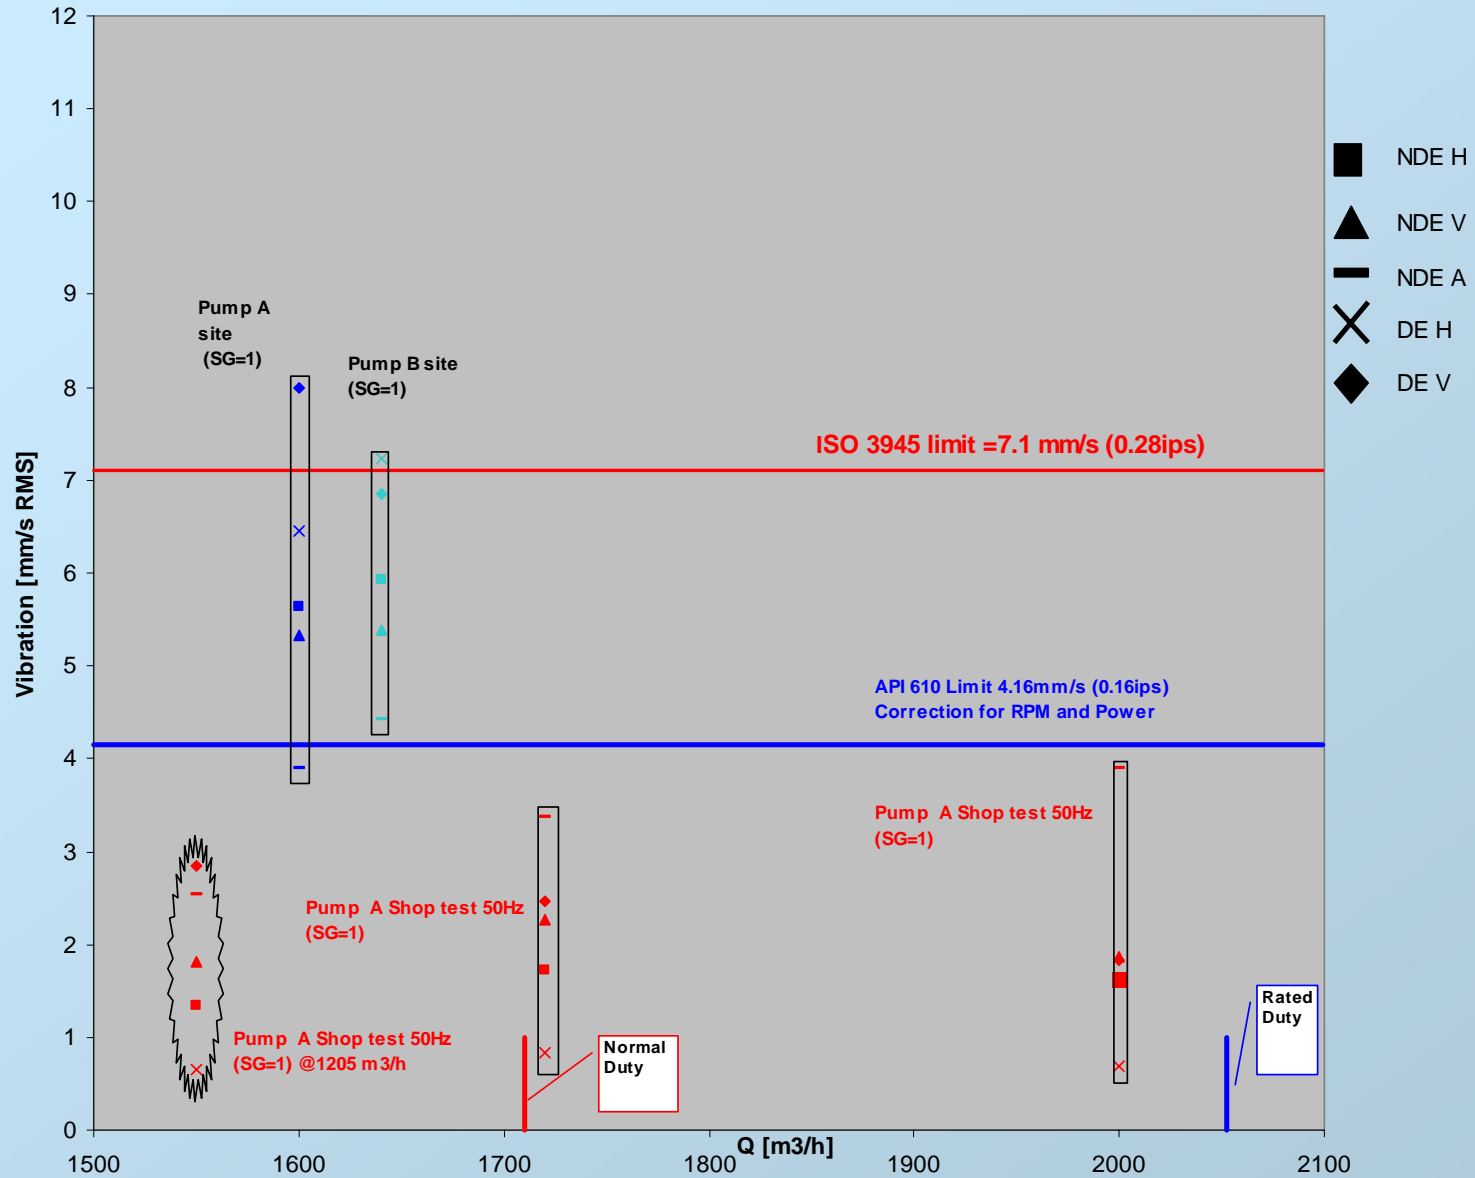 12
11
10
9
8
7
6
5
4
3
2
1
0
Vibration [mm/s RMS]
1500
1600
1700
1800
1900
2000
2100
Q [m3/h]
Pump A
site
(SG=1)
Pump B site
(SG=1)
ISO 3945 limit =7.1 mm/s (0.28ips)
API 610 Limit 4.16mm/s (0.16ips)
Correction for RPM and Power
Pump A Shop test 50Hz
(SG=1)
Pump A Shop test 50Hz
(SG=1)
Pump A Shop test 50Hz
(SG=1) @1205 m3/h
Normal
Duty
Rated
Duty
NDE H
NDE V
NDE A
DE H
DE V